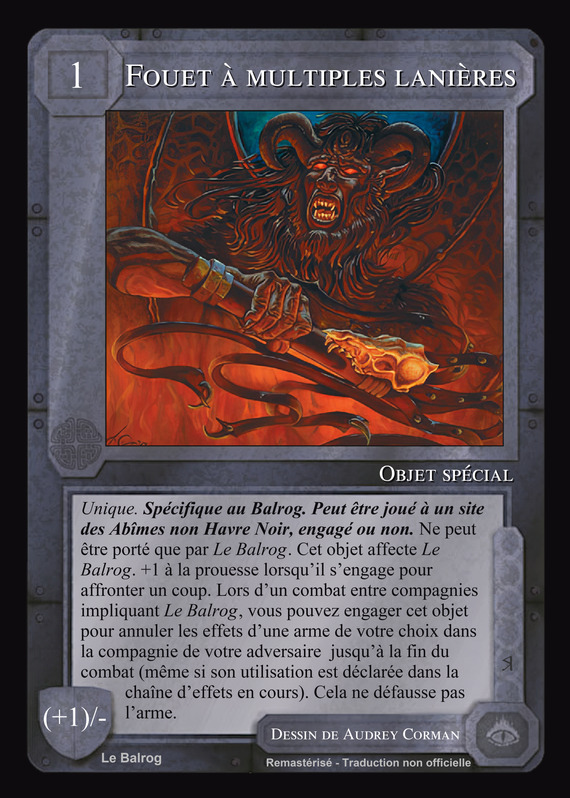 1
Fouet à multiples lanières
Objet spécial
Unique. Spécifique au Balrog. Peut être joué à un site
des Abîmes non Havre Noir, engagé ou non. Ne peut
être porté que par Le Balrog. Cet objet affecte Le
Balrog. +1 à la prouesse lorsqu'il s'engage pour
affronter un coup. Lors d'un combat entre compagnies
impliquant Le Balrog, vous pouvez engager cet objet
pour annuler les effets d'une arme de votre choix dans
la compagnie de votre adversaire jusqu'à la fin du
combat (même si son utilisation est déclarée dans la
chaîne d'effets en cours). Cela ne défausse pas
l'arme.
(+1)/-
Dessin de Audrey Corman
Le Balrog
Remastérisé - Traduction non officielle